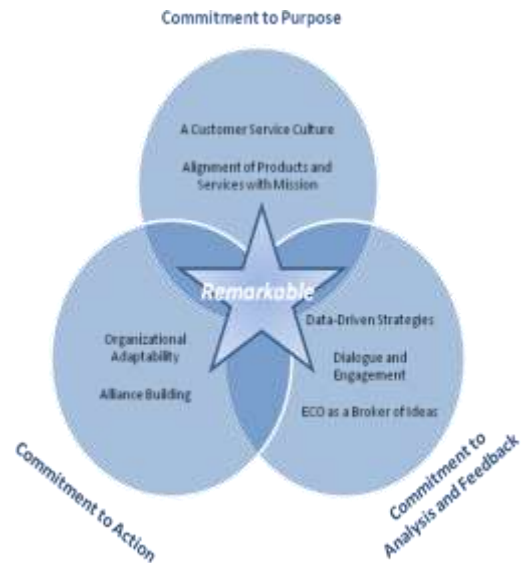 Commitment to Purpose
A Customer Service Culture
Alignment of Products and
Services with Mission
Remarkable
Organizational
Adaptability
Alliance Building
Data-Driven Strategies
Dialogue and
Engagement
ECO as a Broker of Ideas
Commitment to Action
Commitment to
Analysis and Feedback